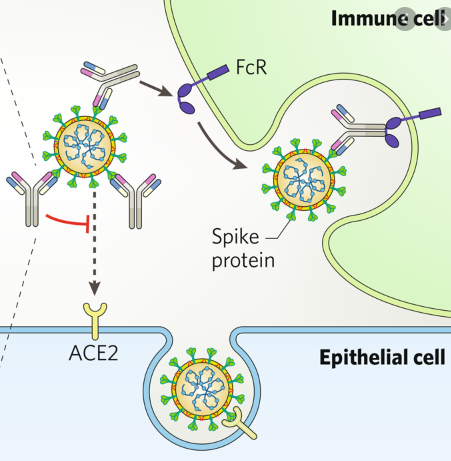 Immune cell
FcR
Spike
protein
ACE2
Epithelial cell